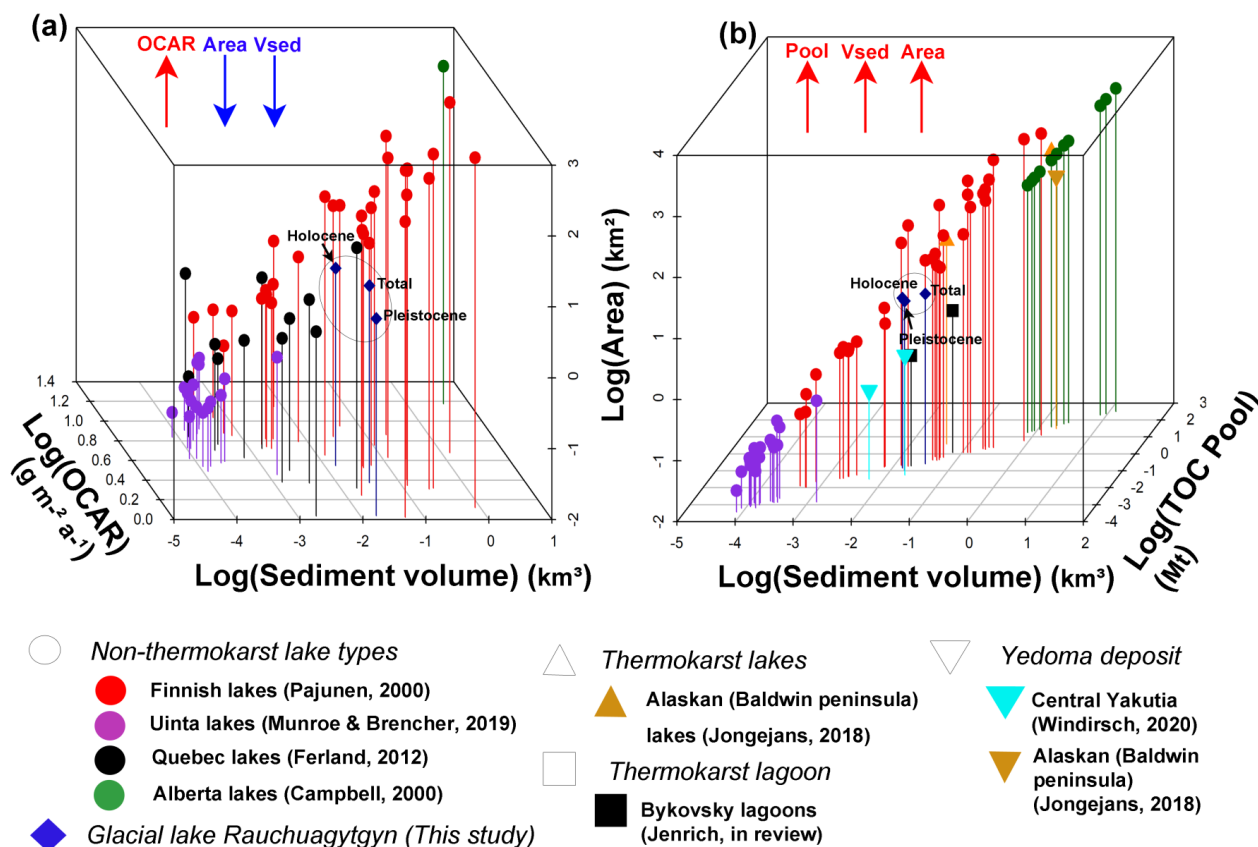 (a)
OCAR Area Vsed
Holocene
Total
Pleistocene
3
2
1
0
-1
-2
1.4
1.2
1.0
0.8
0.6
0.4
0.2
0.0
Log(OCAR)
(g m-² a-¹)
-5 -4 -3 -2 -1 0 1
Log(Sediment volume) (km³)
(b)
Pool Vsed Area
Log(Area) (km²)
4
3
2
1
0
-1
-2
Holocene
Total
Pleistocene
3
2
1
0
-1
-2
-3
-4
Log(TOC Pool)
(Mt)
-5 -4 -3 -2 -1 0 1 2
Log(Sediment volume) (km³)
Non-thermokarst lake types
Finnish lakes (Pajunen, 2000)
Uinta lakes (Munroe & Brencher, 2019)
Quebec lakes (Ferland, 2012)
Alberta lakes (Campbell, 2000)
Glacial lake Rauchuagytgyn (This study)
Thermokarst lakes
Alaskan (Baldwin peninsula)
lakes (Jongejans, 2018)
Thermokarst lagoon
Bykovsky lagoons
(Jenrich, in review)
Yedoma deposit
Central Yakutia
(Windirsch, 2020)
Alaskan (Baldwin
peninsula)
(Jongejans, 2018)